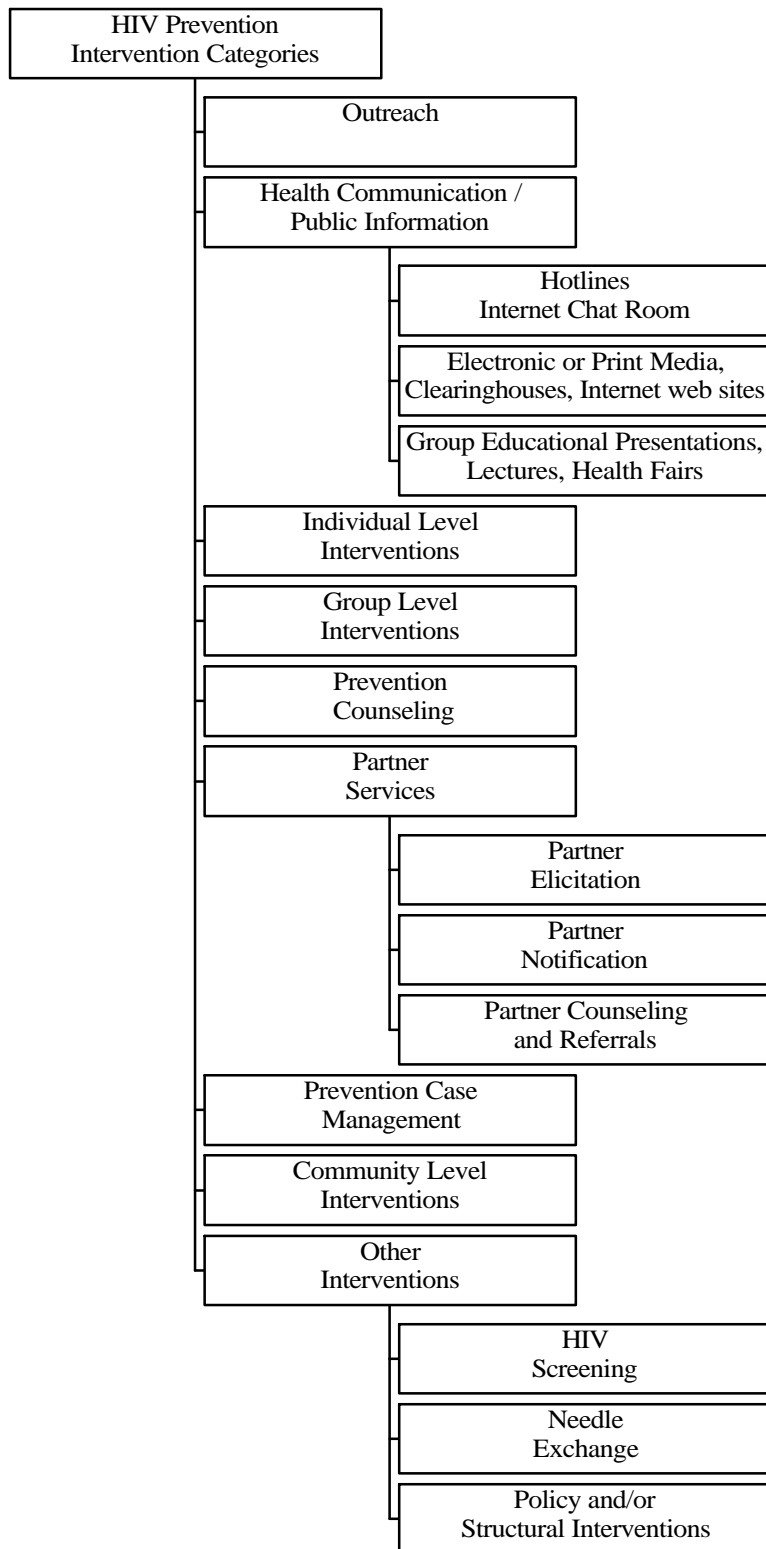 HIV Prevention
Intervention Categories
Outreach
Health Communication /
Public Information
Hotlines
Internet Chat Room
Electronic or Print Media,
Clearinghouses, Internet web sites
Group Educational Presentations,
Lectures, Health Fairs
Individual Level
Interventions
Group Level
Interventions
Prevention
Counseling
Partner
Services
Partner
Elicitation
Partner
Notification
Partner Counseling
and Referrals
Prevention Case
Management
Community Level
Interventions
Other
Interventions
HIV
Screening
Needle
Exchange
Policy and/or
Structural Interventions